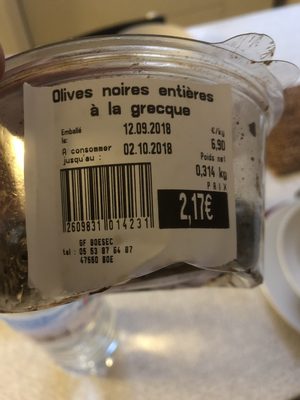 Olives noires entières
à la grecque
Emballé
le:
12.09.2018
€/kg
6,90
A consommer
jusqu'au :
02.10.2018
Poids net
0,314 kg
PRIX
2,17€
2609831 014231
GF BOESEC
tel : 05 53 87 64 87
47550 BOE